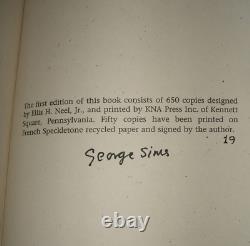 The first edition of this book consists of 650 copies designed
by Ellis H. Neel, Jr., and printed by KNA Press Inc. of Kennett
Square, Pennsylvania. Fifty copies have been printed on
French Speckletone recycled paper and signed by the author.
19
George Sims
ebay